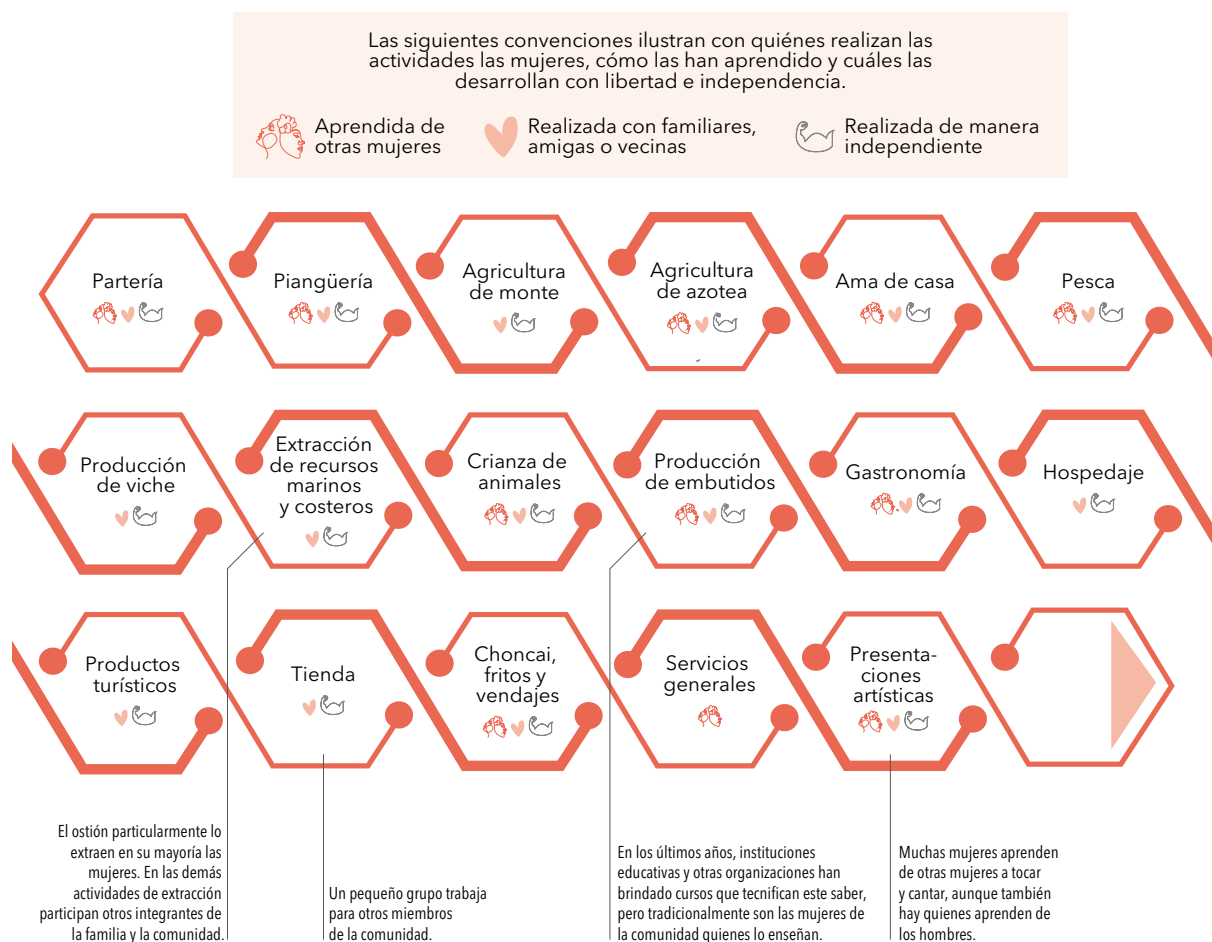 Las siguientes convenciones ilustran con quiénes realizan las
actividades las mujeres, cómo las han aprendido y cuáles las
desarrollan con libertad e independencia.
Aprendida de
otras mujeres
Realizada con familiares,
amigas o vecinas
Realizada de manera
independiente
Partería
Piangüería
Agricultura
de monte
Agricultura
de azotea
Ama de casa
Pesca
Producción
de viche
Extracción
de recursos
marinos
y costeros
Crianza de
animales
Producción
de embutidos
Gastronomía
Hospedaje
Productos
turísticos
Tienda
Choncai,
fritos y
vendajes
Servicios
generales
Presenta-
ciones
artísticas
El ostión particularmente lo
extraen en su mayoría las
mujeres. En las demás
actividades de extracción
participan otros integrantes de
la familia y la comunidad.
Un pequeño grupo trabaja
para otros miembros
de la comunidad.
En los últimos años, instituciones
educativas y otras organizaciones han
brindado cursos que tecnifican este saber,
pero tradicionalmente son las mujeres de
la comunidad quienes lo enseñan.
Muchas mujeres aprenden
de otras mujeres a tocar
y cantar, aunque también
hay quienes aprenden de
los hombres.